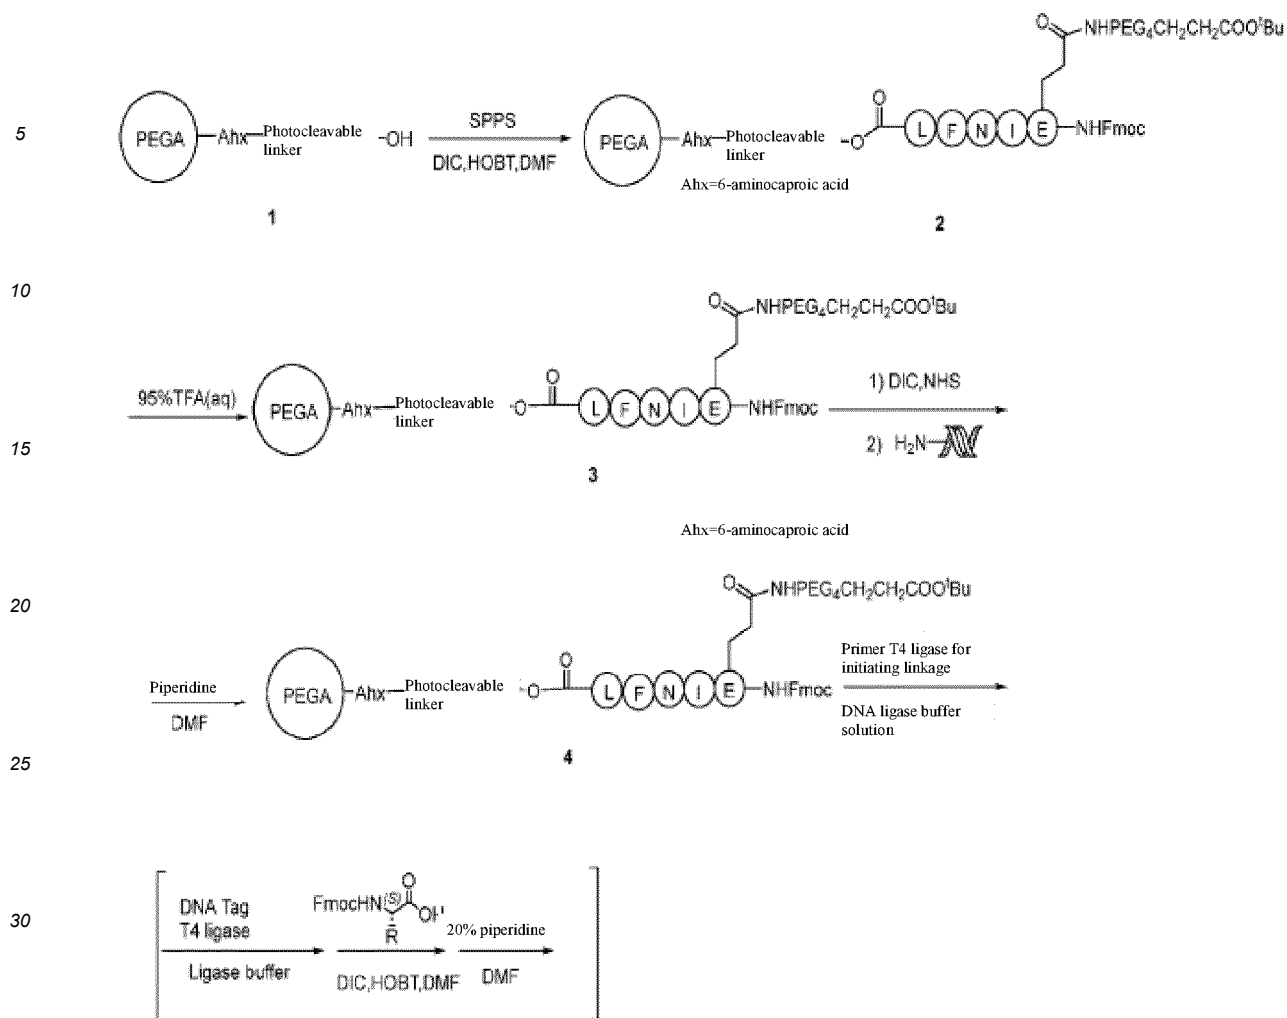 NHPEG4CH2CH2COOtBu
O
O
5
PEGA
Ahx
Photocleavable
linker
-OH
SPPS
DIC,HOBT,DMF
PEGA
Ahx
Photocleavable
linker
-O
L F N I E
NHFmoc
Ahx=6-aminocaproic acid
1
2
10
O
NHPEG4CH2CH2COOtBu
95%TFA(aq)
PEGA
Ahx
Photocleavable
linker
-O
O
L F N I E
NHFmoc
1) DIC,NHS
2) H2N
15
3
Ahx=6-aminocaproic acid
20
O
NHPEG4CH2CH2COOtBu
Piperidine
DMF
PEGA
Ahx
Photocleavable
linker
O
O
L F N I E
NHFmoc
Primer T4 ligase for
initiating linkage
DNA ligase buffer
solution
25
4
30
DNA Tag
T4 ligase
Ligase buffer
FmocHN
(S)
O
R
DIC,HOBT,DMF
20% piperidine
DMF